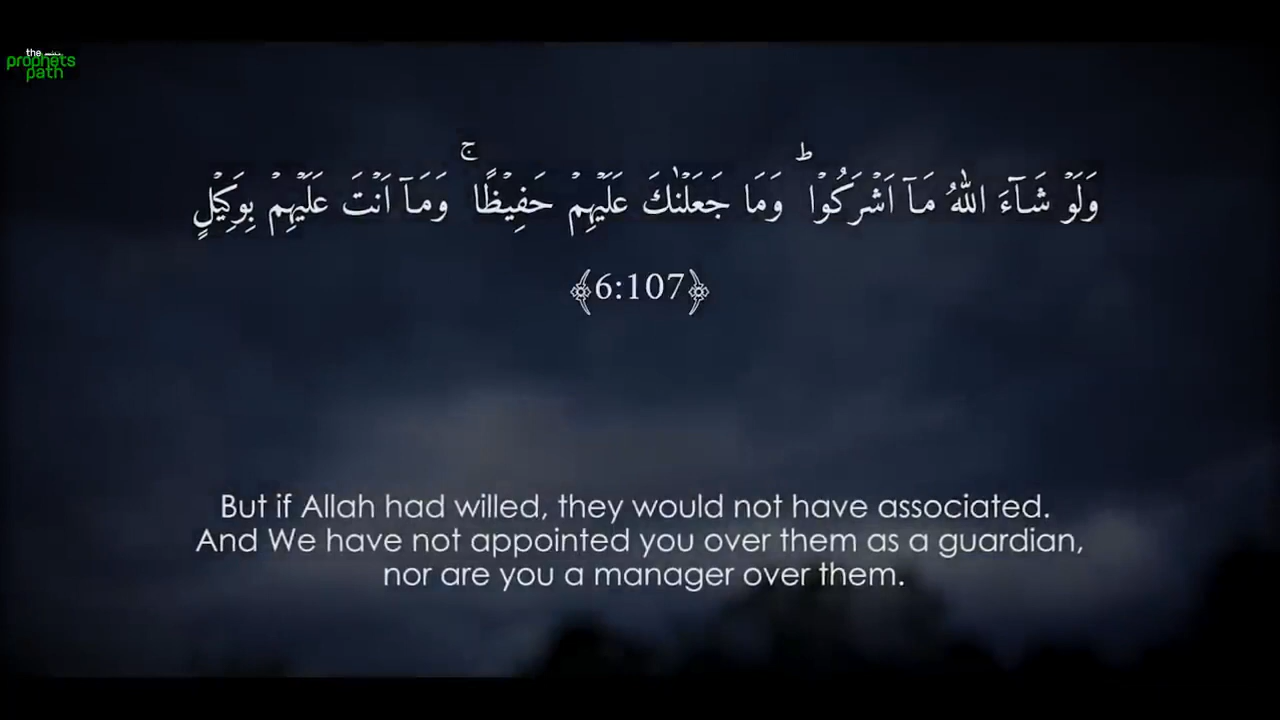 the
prophets
path
وَلَوۡ شَآءَ اللّٰهُ مَاۤ اَشۡرَكُوۡا ؕ وَمَا جَعَلۡنٰكَ عَلَيۡهِمۡ حَفِيۡظًا ۚ وَمَاۤ اَنۡتَ عَلَيۡهِمۡ بِوَكِيۡلٍ
﴿6:107﴾
But if Allah had willed, they would not have associated.
And We have not appointed you over them as a guardian,
nor are you a manager over them.